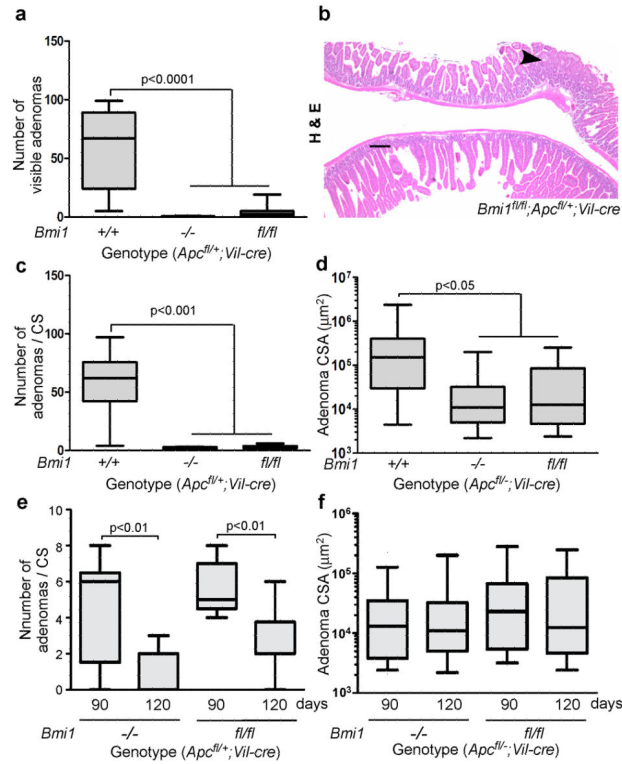 a
Number of
visible adenomas
150
100
50
0
p<0.0001
Bmi1 +/+ -/- fl/fl
Genotype (Apcfl/+;Vil-cre)
b
H & E
Bmi1fl/fl;Apcfl/+;Vil-cre
c
Nnumber of
adenomas / CS
150
100
50
0
p<0.001
Bmi1 +/+ -/- fl/fl
Genotype (Apcfl/+;Vil-cre)
d
Adenoma CSA (µm2)
107
106
105
104
103
p<0.05
Bmi1 +/+ -/- fl/fl
Genotype (Apcfl/-;Vil-cre)
e
Nnumber of
adenomas / CS
10
8
6
4
2
0
p<0.01 p<0.01
90 120 90 120 days
Bmi1 -/- fl/fl
Genotype (Apcfl/+;Vil-cre)
f
Adenoma CSA (µm2)
106
105
104
103
90 120 90 120 days
Bmi1 -/- fl/fl
Genotype (Apcfl/-;Vil-cre)